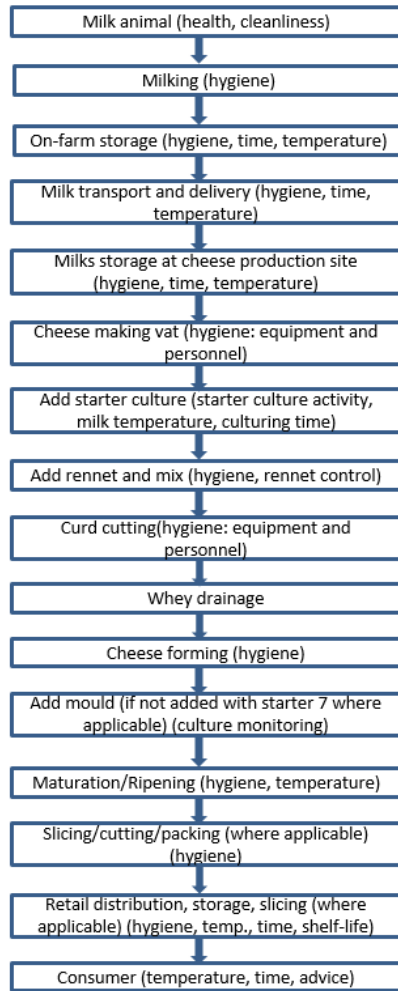 Milk animal (health, cleanliness)
Milking (hygiene)
On-farm storage (hygiene, time, temperature)
Milk transport and delivery (hygiene, time,
temperature)
Milks storage at cheese production site
(hygiene, time, temperature)
Cheese making vat (hygiene: equipment and
personnel)
Add starter culture (starter culture activity,
milk temperature, culturing time)
Add rennet and mix (hygiene, rennet control)
Curd cutting(hygiene: equipment and
personnel)
Whey drainage
Cheese forming (hygiene)
Add mould (if not added with starter 7 where
applicable) (culture monitoring)
Maturation/Ripening (hygiene, temperature)
Slicing/cutting/packing (where applicable)
(hygiene)
Retail distribution, storage, slicing (where
applicable) (hygiene, temp., time, shelf-life)
Consumer (temperature, time, advice)